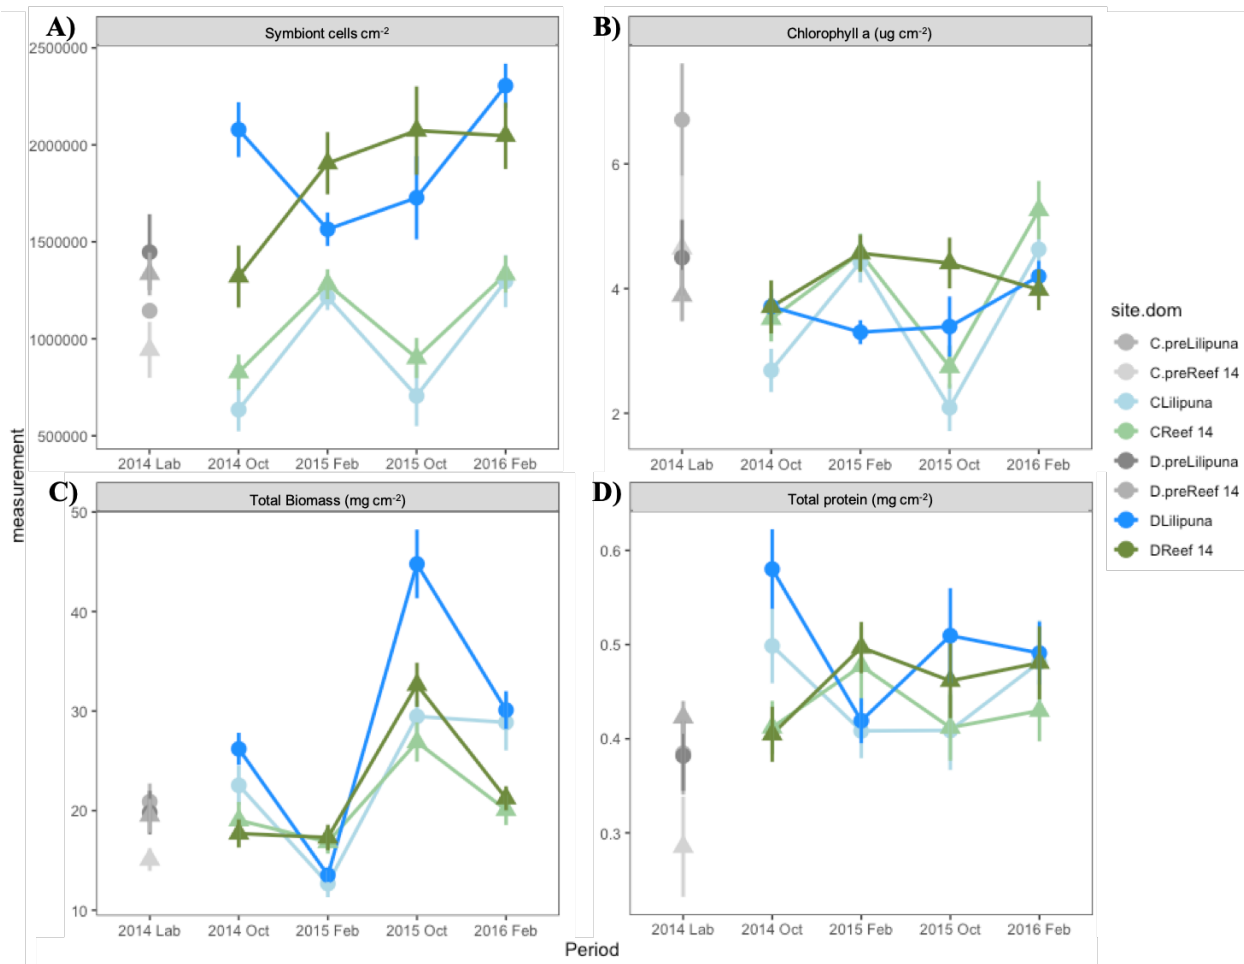 A)
Symbiont cells cm-2
2500000
2000000
1500000
1000000
500000
2014 Lab 2014 Oct 2015 Feb 2015 Oct 2016 Feb
B)
Chlorophyll a (ug cm-2)
6
4
2
2014 Lab 2014 Oct 2015 Feb 2015 Oct 2016 Feb
measurement
C)
Total Biomass (mg cm-2)
50
40
30
20
10
2014 Lab 2014 Oct 2015 Feb 2015 Oct 2016 Feb
D)
Total protein (mg cm-2)
0.6
0.5
0.4
0.3
2014 Lab 2014 Oct 2015 Feb 2015 Oct 2016 Feb
Period
site.dom
C.preLilipuna
C.preReef 14
CLilipuna
CReef 14
D.preLilipuna
D.preReef 14
DLilipuna
DReef 14